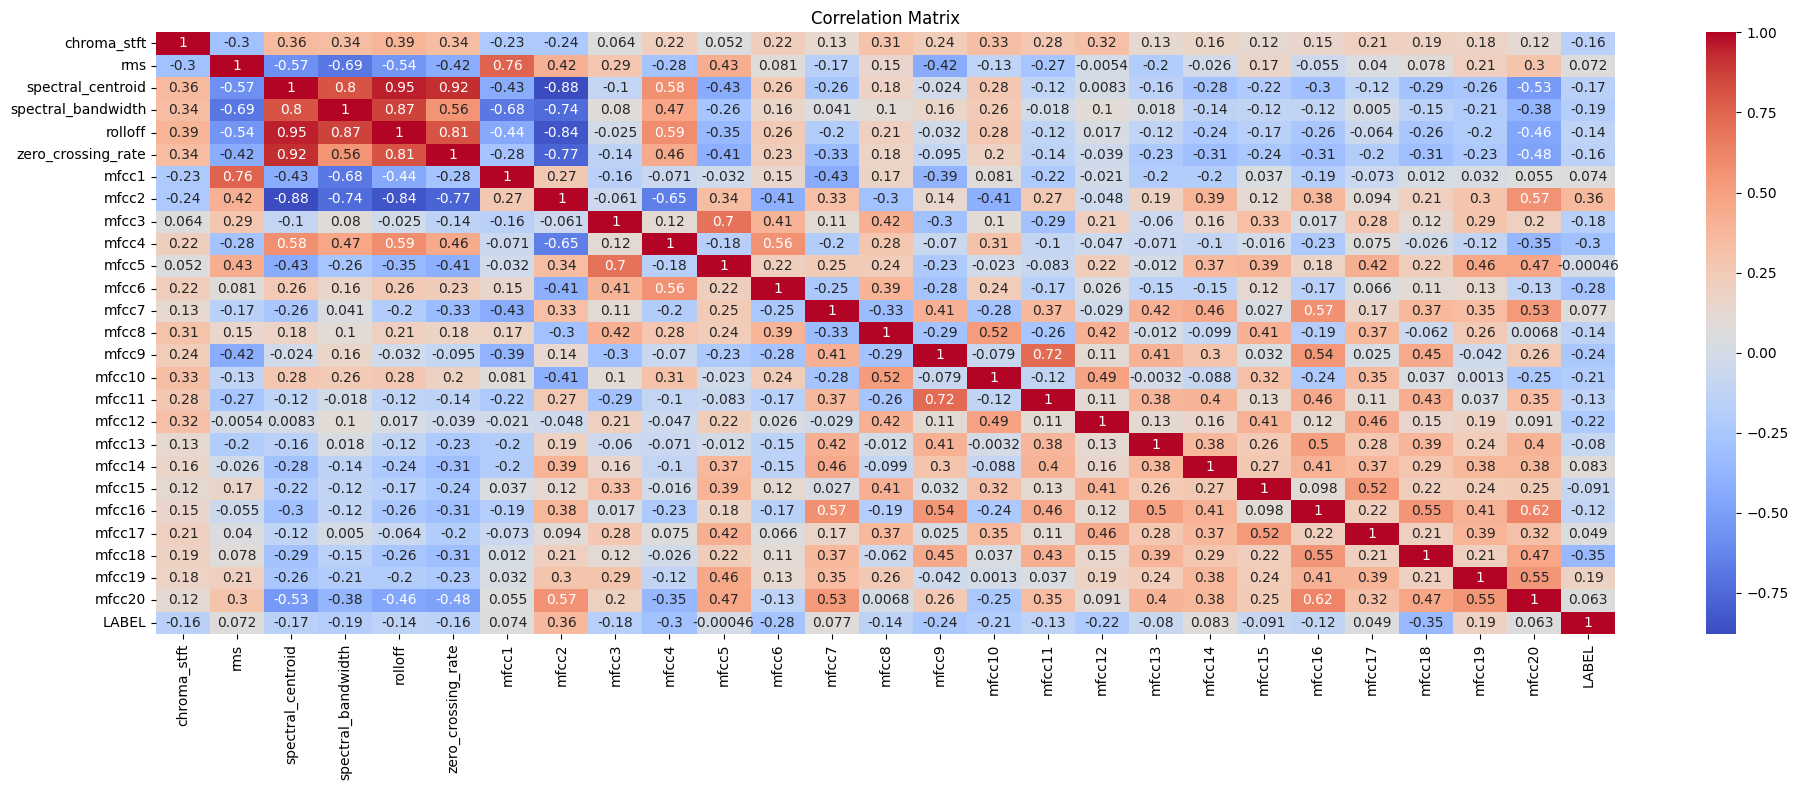 Correlation Matrix
chroma_stft 1 -0.3 0.36 0.34 0.39 0.34 -0.23 -0.24 0.064 0.22 0.052 0.22 0.13 0.31 0.24 0.33 0.28 0.32 0.13 0.16 0.12 0.15 0.21 0.19 0.18 0.12 -0.16 1.00
rms -0.3 1 -0.57 -0.69 -0.54 -0.42 0.76 0.42 0.29 -0.28 0.43 0.081 -0.17 0.15 -0.42 -0.13 -0.27 -0.0054 -0.2 -0.026 0.17 -0.055 0.04 0.078 0.21 0.3 0.072
spectral_centroid 0.36 -0.57 1 0.8 0.95 0.92 -0.43 -0.88 -0.1 0.58 -0.43 0.26 -0.26 0.18 -0.024 0.28 -0.12 0.0083 -0.16 -0.28 -0.22 -0.3 -0.12 -0.29 -0.26 -0.53 -0.17
spectral_bandwidth 0.34 -0.69 0.8 1 0.87 0.56 -0.68 -0.74 0.08 0.47 -0.26 0.16 0.041 0.1 0.16 0.26 -0.018 0.1 0.018 -0.14 -0.12 -0.12 0.005 -0.15 -0.21 -0.38 -0.19 0.75
rolloff 0.39 -0.54 0.95 0.87 1 0.81 -0.44 -0.84 -0.025 0.59 -0.35 0.26 -0.2 0.21 -0.032 0.28 -0.12 0.017 -0.12 -0.24 -0.17 -0.26 -0.064 -0.26 -0.2 -0.46 -0.14
zero_crossing_rate 0.34 -0.42 0.92 0.56 0.81 1 -0.28 -0.77 -0.14 0.46 -0.41 0.23 -0.33 0.18 -0.095 0.2 -0.14 -0.039 -0.23 -0.31 -0.24 -0.31 -0.2 -0.31 -0.23 -0.48 -0.16
mfcc1 -0.23 0.76 -0.43 -0.68 -0.44 -0.28 1 0.27 -0.16 -0.071 -0.032 0.15 -0.43 0.17 -0.39 0.081 -0.22 -0.021 -0.2 -0.2 0.037 -0.19 -0.073 0.012 0.032 0.055 0.074
mfcc2 -0.24 0.42 -0.88 -0.74 -0.84 -0.77 0.27 1 -0.061 -0.65 0.34 -0.41 0.33 -0.3 0.14 -0.41 0.27 -0.048 0.19 0.39 0.12 0.38 0.094 0.21 0.3 0.57 0.36 0.50
mfcc3 0.064 0.29 -0.1 0.08 -0.025 -0.14 -0.16 -0.061 1 0.12 0.7 0.41 0.11 0.42 -0.3 0.1 -0.29 0.21 -0.06 0.16 0.33 0.017 0.28 0.12 0.29 0.2 -0.18
mfcc4 0.22 -0.28 0.58 0.47 0.59 0.46 -0.071 -0.65 0.12 1 -0.18 0.56 -0.2 0.28 -0.07 0.31 -0.1 -0.047 -0.071 -0.1 -0.016 -0.23 0.075 -0.026 -0.12 -0.35 -0.3
mfcc5 0.052 0.43 -0.43 -0.26 -0.35 -0.41 -0.032 0.34 0.7 -0.18 1 0.22 0.25 0.24 -0.23 -0.023 -0.083 0.22 -0.012 0.37 0.39 0.18 0.42 0.22 0.46 0.47 -0.00046
mfcc6 0.22 0.081 0.26 0.16 0.26 0.23 0.15 -0.41 0.41 0.56 0.22 1 -0.25 0.39 -0.28 0.24 -0.17 0.026 -0.15 -0.15 0.12 -0.17 0.066 0.11 0.13 -0.13 -0.28 0.25
mfcc7 0.13 -0.17 -0.26 0.041 -0.2 -0.33 -0.43 0.33 0.11 -0.2 0.25 -0.25 1 -0.33 0.41 -0.28 0.37 -0.029 0.42 0.46 0.027 0.57 0.17 0.37 0.35 0.53 0.077
mfcc8 0.31 0.15 0.18 0.1 0.21 0.18 0.17 -0.3 0.42 0.28 0.24 0.39 -0.33 1 -0.29 0.52 -0.26 0.42 -0.012 -0.099 0.41 -0.19 0.37 -0.062 0.26 0.0068 -0.14
mfcc9 0.24 -0.42 -0.024 0.16 -0.032 -0.095 -0.39 0.14 -0.3 -0.07 -0.23 -0.28 0.41 -0.29 1 -0.079 0.72 0.11 0.41 0.3 0.032 0.54 0.025 0.45 -0.042 0.26 -0.24 0.00
mfcc10 0.33 -0.13 0.28 0.26 0.28 0.2 0.081 -0.41 0.1 0.31 -0.023 0.24 -0.28 0.52 -0.079 1 -0.12 0.49 -0.0032 -0.088 0.32 -0.24 0.35 0.037 0.0013 -0.25 -0.21
mfcc11 0.28 -0.27 -0.12 -0.018 -0.12 -0.14 -0.22 0.27 -0.29 -0.1 -0.083 -0.17 0.37 -0.26 0.72 -0.12 1 0.11 0.38 0.4 0.13 0.46 0.11 0.43 0.037 0.35 -0.13
mfcc12 0.32 -0.0054 0.0083 0.1 0.017 -0.039 -0.021 -0.048 0.21 -0.047 0.22 0.026 -0.029 0.42 0.11 0.49 0.11 1 0.13 0.16 0.41 0.12 0.46 0.15 0.19 0.091 -0.22
mfcc13 0.13 -0.2 -0.16 0.018 -0.12 -0.23 -0.2 0.19 -0.06 -0.071 -0.012 -0.15 0.42 -0.012 0.41 -0.0032 0.38 0.13 1 0.38 0.26 0.5 0.28 0.39 0.24 0.4 -0.08 -0.25
mfcc14 0.16 -0.026 -0.28 -0.14 -0.24 -0.31 -0.2 0.39 0.16 -0.1 0.37 -0.15 0.46 -0.099 0.3 -0.088 0.4 0.16 0.38 1 0.27 0.41 0.37 0.29 0.38 0.38 0.083
mfcc15 0.12 0.17 -0.22 -0.12 -0.17 -0.24 0.037 0.12 0.33 -0.016 0.39 0.12 0.027 0.41 0.032 0.32 0.13 0.41 0.26 0.27 1 0.098 0.52 0.22 0.24 0.25 -0.091
mfcc16 0.15 -0.055 -0.3 -0.12 -0.26 -0.31 -0.19 0.38 0.017 -0.23 0.18 -0.17 0.57 -0.19 0.54 -0.24 0.46 0.12 0.5 0.41 0.098 1 0.22 0.55 0.41 0.62 -0.12 -0.50
mfcc17 0.21 0.04 -0.12 0.005 -0.064 -0.2 -0.073 0.094 0.28 0.075 0.42 0.066 0.17 0.37 0.025 0.35 0.11 0.46 0.28 0.37 0.52 0.22 1 0.21 0.39 0.32 0.049
mfcc18 0.19 0.078 -0.29 -0.15 -0.26 -0.31 0.012 0.21 0.12 -0.026 0.22 0.11 0.37 -0.062 0.45 0.037 0.43 0.15 0.39 0.29 0.22 0.55 0.21 1 0.21 0.47 -0.35
mfcc19 0.18 0.21 -0.26 -0.21 -0.2 -0.23 0.032 0.3 0.29 -0.12 0.46 0.13 0.35 0.26 -0.042 0.0013 0.037 0.19 0.24 0.38 0.24 0.41 0.39 0.21 1 0.55 0.19
mfcc20 0.12 0.3 -0.53 -0.38 -0.46 -0.48 0.055 0.57 0.2 -0.35 0.47 -0.13 0.53 0.0068 0.26 -0.25 0.35 0.091 0.4 0.38 0.25 0.62 0.32 0.47 0.55 1 0.063 -0.75
LABEL -0.16 0.072 -0.17 -0.19 -0.14 -0.16 0.074 0.36 -0.18 -0.3 -0.00046 -0.28 0.077 -0.14 -0.24 -0.21 -0.13 -0.22 -0.08 0.083 -0.091 -0.12 0.049 -0.35 0.19 0.063 1
chroma_stft rms spectral_centroid spectral_bandwidth rolloff zero_crossing_rate mfcc1 mfcc2 mfcc3 mfcc4 mfcc5 mfcc6 mfcc7 mfcc8 mfcc9 mfcc10 mfcc11 mfcc12 mfcc13 mfcc14 mfcc15 mfcc16 mfcc17 mfcc18 mfcc19 mfcc20 LABEL